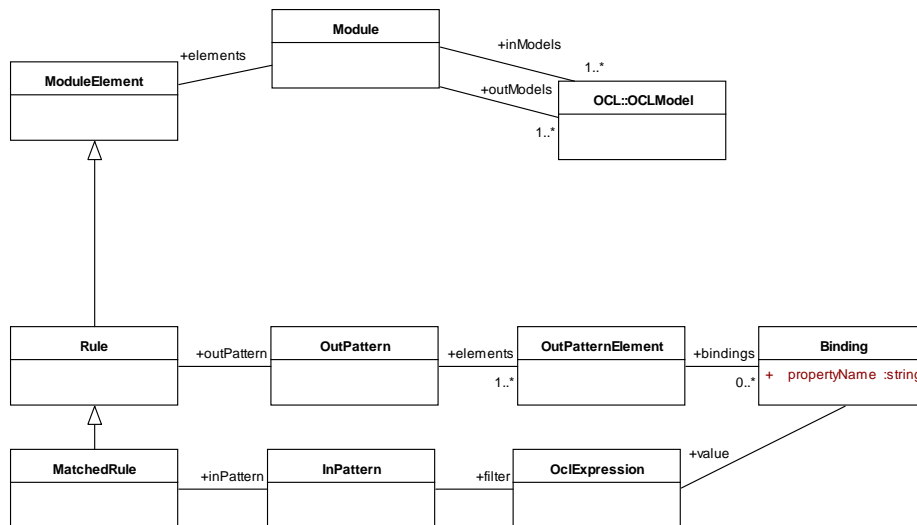 Module
+elements
+inModels
ModuleElement
1..*
+outModels
OCL::OCLModel
1..*
Rule
+outPattern
OutPattern
+elements
1..*
OutPatternElement
+bindings
0..*
Binding
+ propertyName :string
MatchedRule
+inPattern
InPattern
+filter
OclExpression
+value